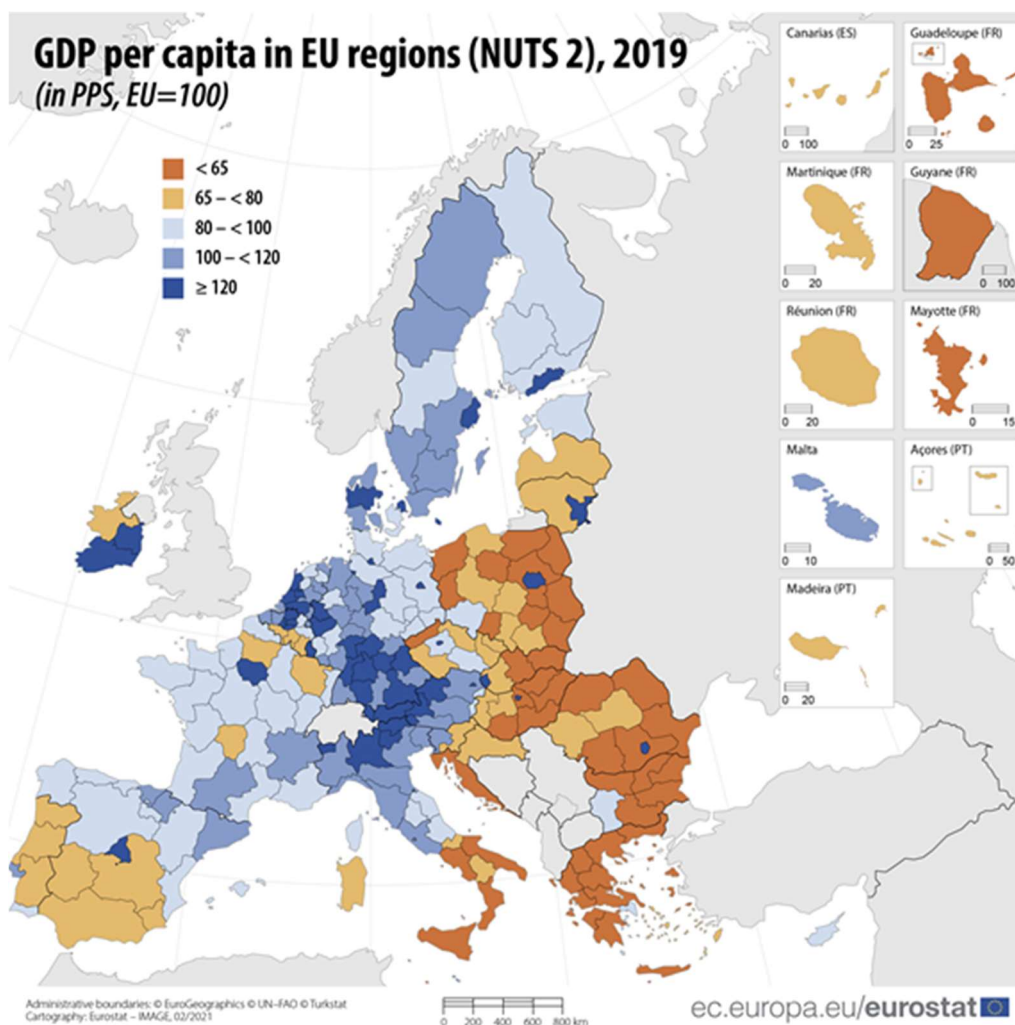 GDP per capita in EU regions (NUTS 2), 2019
(in PPS, EU=100)
< 65
65 – < 80
80 – < 100
100 – < 120
≥ 120
Canarias (ES)
0 100
Guadeloupe (FR)
0 25
Martinique (FR)
0 20
Guyane (FR)
0 100
Réunion (FR)
0 20
Mayotte (FR)
0 15
Malta
0 10
Açores (PT)
0 50
Madeira (PT)
0 20
Administrative boundaries: © EuroGeographics © UN–FAO © Turkstat
Cartography: Eurostat – IMAGE, 02/2021
0 200 400 600 800 km
ec.europa.eu/eurostat